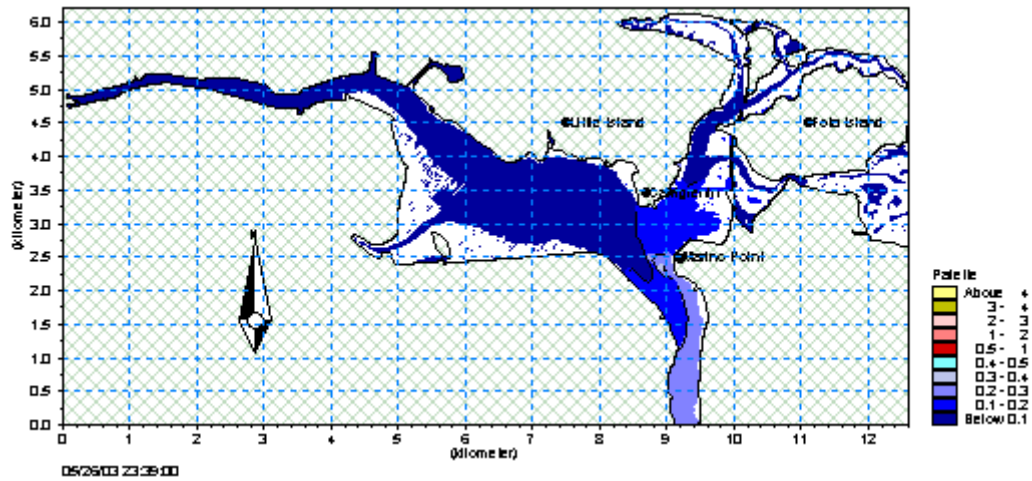 6.0
5.5
5.0
4.5
4.0
3.5
3.0
2.5
2.0
1.5
1.0
0.5
0.0
(kilometer)
Little Island
Fota Island
Marino Point
0 1 2 3 4 5 6 7 8 9 10 11 12
(kilometer)
05/26/03 23:39:00
Palette
Above 4
3 - 4
2 - 3
1 - 2
0.5 - 1
0.4 - 0.5
0.3 - 0.4
0.2 - 0.3
0.1 - 0.2
Below 0.1